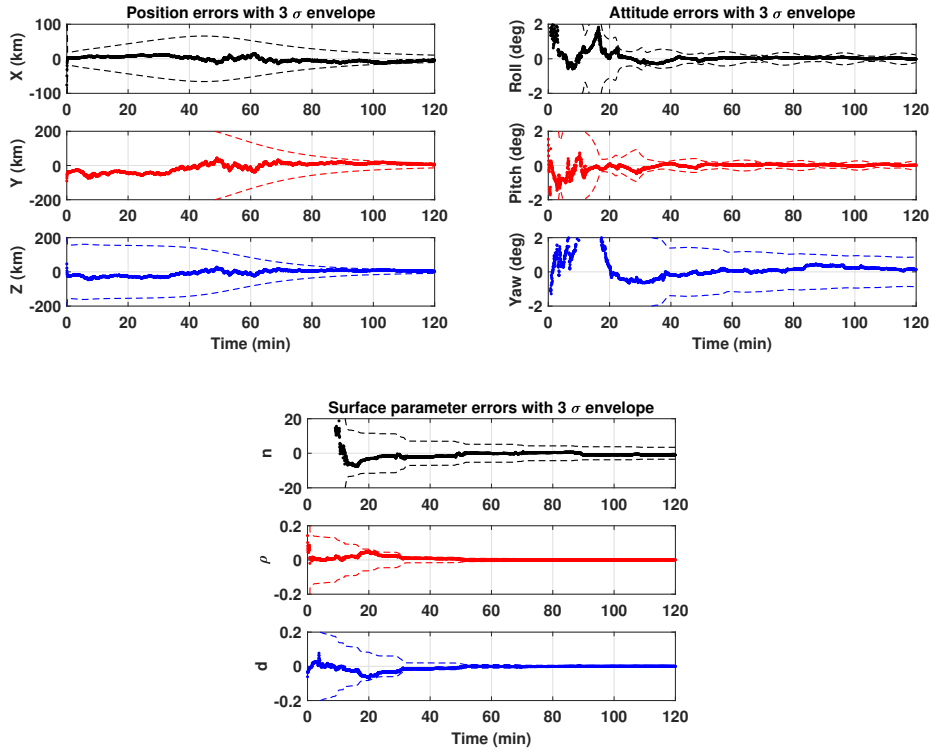 Position errors with 3 σ envelope
100
0
-100
X (km)
0 20 40 60 80 100 120
200
0
-200
Y (km)
0 20 40 60 80 100 120
200
0
-200
Z (km)
0 20 40 60 80 100 120
Time (min)
Attitude errors with 3 σ envelope
2
0
-2
Roll (deg)
0 20 40 60 80 100 120
2
0
-2
Pitch (deg)
0 20 40 60 80 100 120
2
0
-2
Yaw (deg)
0 20 40 60 80 100 120
Time (min)
Surface parameter errors with 3 σ envelope
20
0
-20
n
0 20 40 60 80 100 120
0.2
0
-0.2
ρ
0 20 40 60 80 100 120
0.2
0
-0.2
d
0 20 40 60 80 100 120
Time (min)